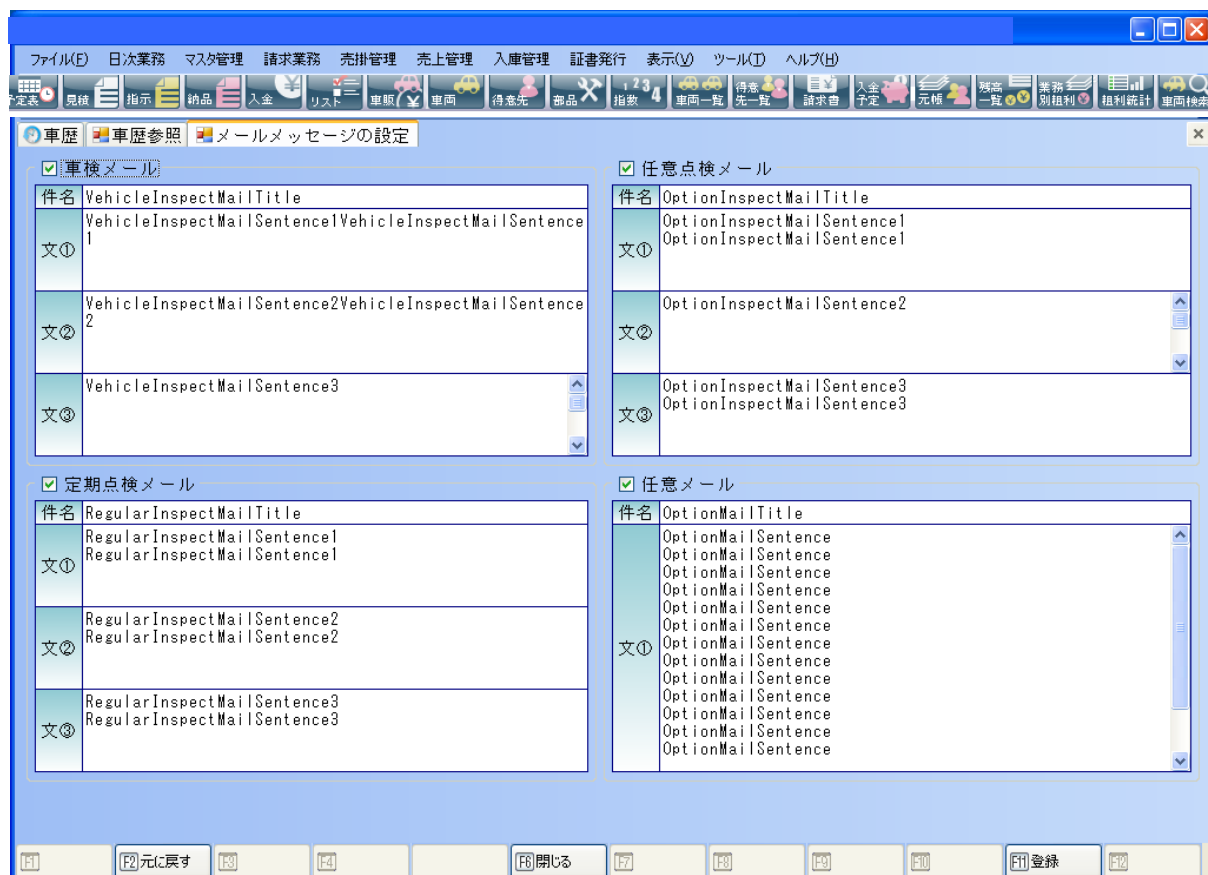 ファイル(F) 日次業務 マスタ管理 請求業務 売掛管理 売上管理 入庫管理 証書発行 表示(V) ツール(T) ヘルプ(H)
予定表 見積 指示 納品 入金 リスト 車販 車両 得意先 部品 指数 車両一覧 得意先一覧 請求書 入金予定 元帳 残高一覧 業務別粗利 粗利統計 車両検索
車歴 車歴参照 メールメッセージの設定
車検メール
件名 VehicleInspectMailTitle
文① VehicleInspectMailSentence1VehicleInspectMailSentence
1
文② VehicleInspectMailSentence2VehicleInspectMailSentence
2
文③ VehicleInspectMailSentence3
任意点検メール
件名 OptionInspectMailTitle
文① OptionInspectMailSentence1
OptionInspectMailSentence1
文② OptionInspectMailSentence2
文③ OptionInspectMailSentence3
OptionInspectMailSentence3
定期点検メール
件名 RegularInspectMailTitle
文① RegularInspectMailSentence1
RegularInspectMailSentence1
文② RegularInspectMailSentence2
RegularInspectMailSentence2
文③ RegularInspectMailSentence3
RegularInspectMailSentence3
任意メール
件名 OptionMailTitle
文① OptionMailSentence
OptionMailSentence
OptionMailSentence
OptionMailSentence
OptionMailSentence
OptionMailSentence
OptionMailSentence
OptionMailSentence
OptionMailSentence
OptionMailSentence
OptionMailSentence
OptionMailSentence
OptionMailSentence
F1 F2 元に戻す F3 F4 F6 閉じる F7 F8 F9 F10 F11 登録 F12